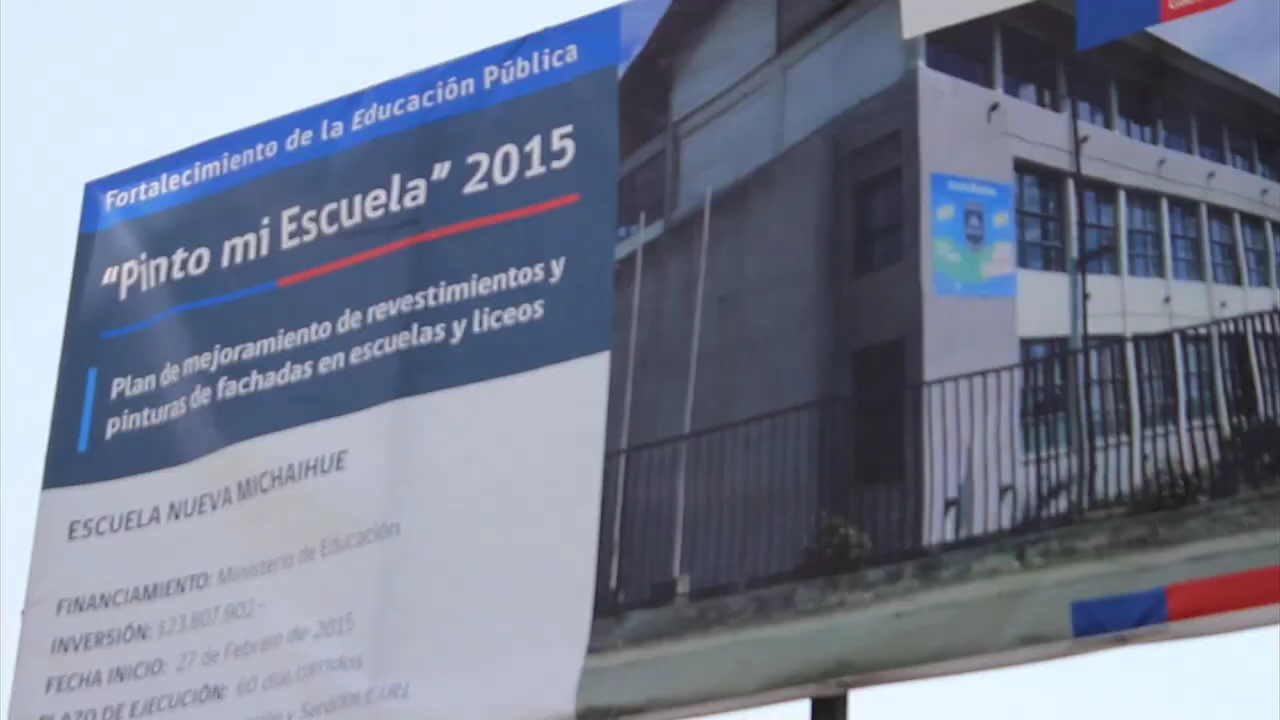 Fortalecimiento de la Educación Pública
"Pinto mi Escuela" 2015
Plan de mejoramiento de revestimientos y
pinturas de fachadas en escuelas y liceos
ESCUELA NUEVA MICHAIHUE
FINANCIAMIENTO: Ministerio de Educación
INVERSIÓN:
FECHA INICIO: 27 de Febrero de 2015
PLAZO DE EJECUCIÓN: 60 días corridos